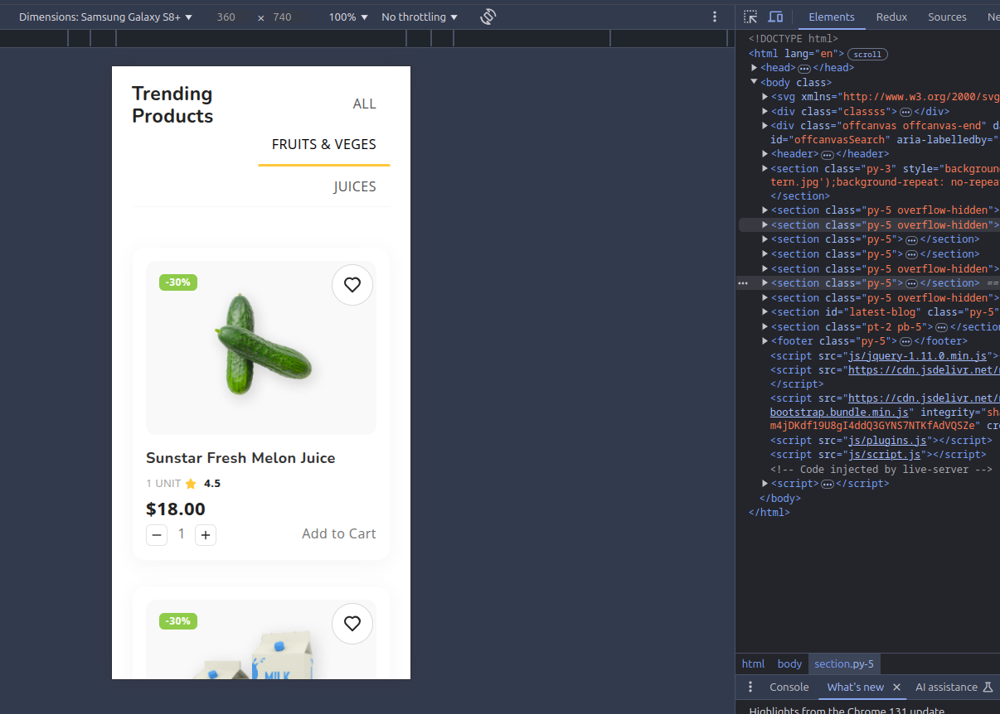 Dimensions: Samsung Galaxy S8+ 360 × 740 100% No throttling
Elements Redux Sources Ne
Trending
Products
ALL
FRUITS & VEGES
JUICES
-30%
Sunstar Fresh Melon Juice
1 UNIT 4.5
$18.00
1 Add to Cart
-30%
MILK
<!DOCTYPE html>
<html lang="en"> scroll
<head> </head>
<body class>
<svg xmlns="http://www.w3.org/2000/svg
<div class="classss"> </div>
<div class="offcanvas offcanvas-end" da
id="offcanvasSearch" aria-labelledby="
<header> </header>
<section class="py-3" style="background
tern.jpg');background-repeat: no-repea
</section>
<section class="py-5 overflow-hidden">
<section class="py-5 overflow-hidden">
<section class="py-5"> </section>
<section class="py-5"> </section>
<section class="py-5 overflow-hidden">
<section class="py-5"> </section> ==
<section class="py-5 overflow-hidden">
<section id="latest-blog" class="py-5"
<section class="pt-2 pb-5"> </section
<footer class="py-5"> </footer>
<script src="js/jquery-1.11.0.min.js">
<script src="https://cdn.jsdelivr.net/
</script>
<script src="https://cdn.jsdelivr.net/
bootstrap.bundle.min.js" integrity="sha
m4jDKdf19U8gI4ddQ3GYNS7NTKfAdVQSZe" cro
<script src="js/plugins.js"></script>
<script src="js/script.js"></script>
<!-- Code injected by live-server -->
<script> </script>
</body>
</html>
html body section.py-5
Console What's new AI assistance
Highlights from the Chrome 131 update